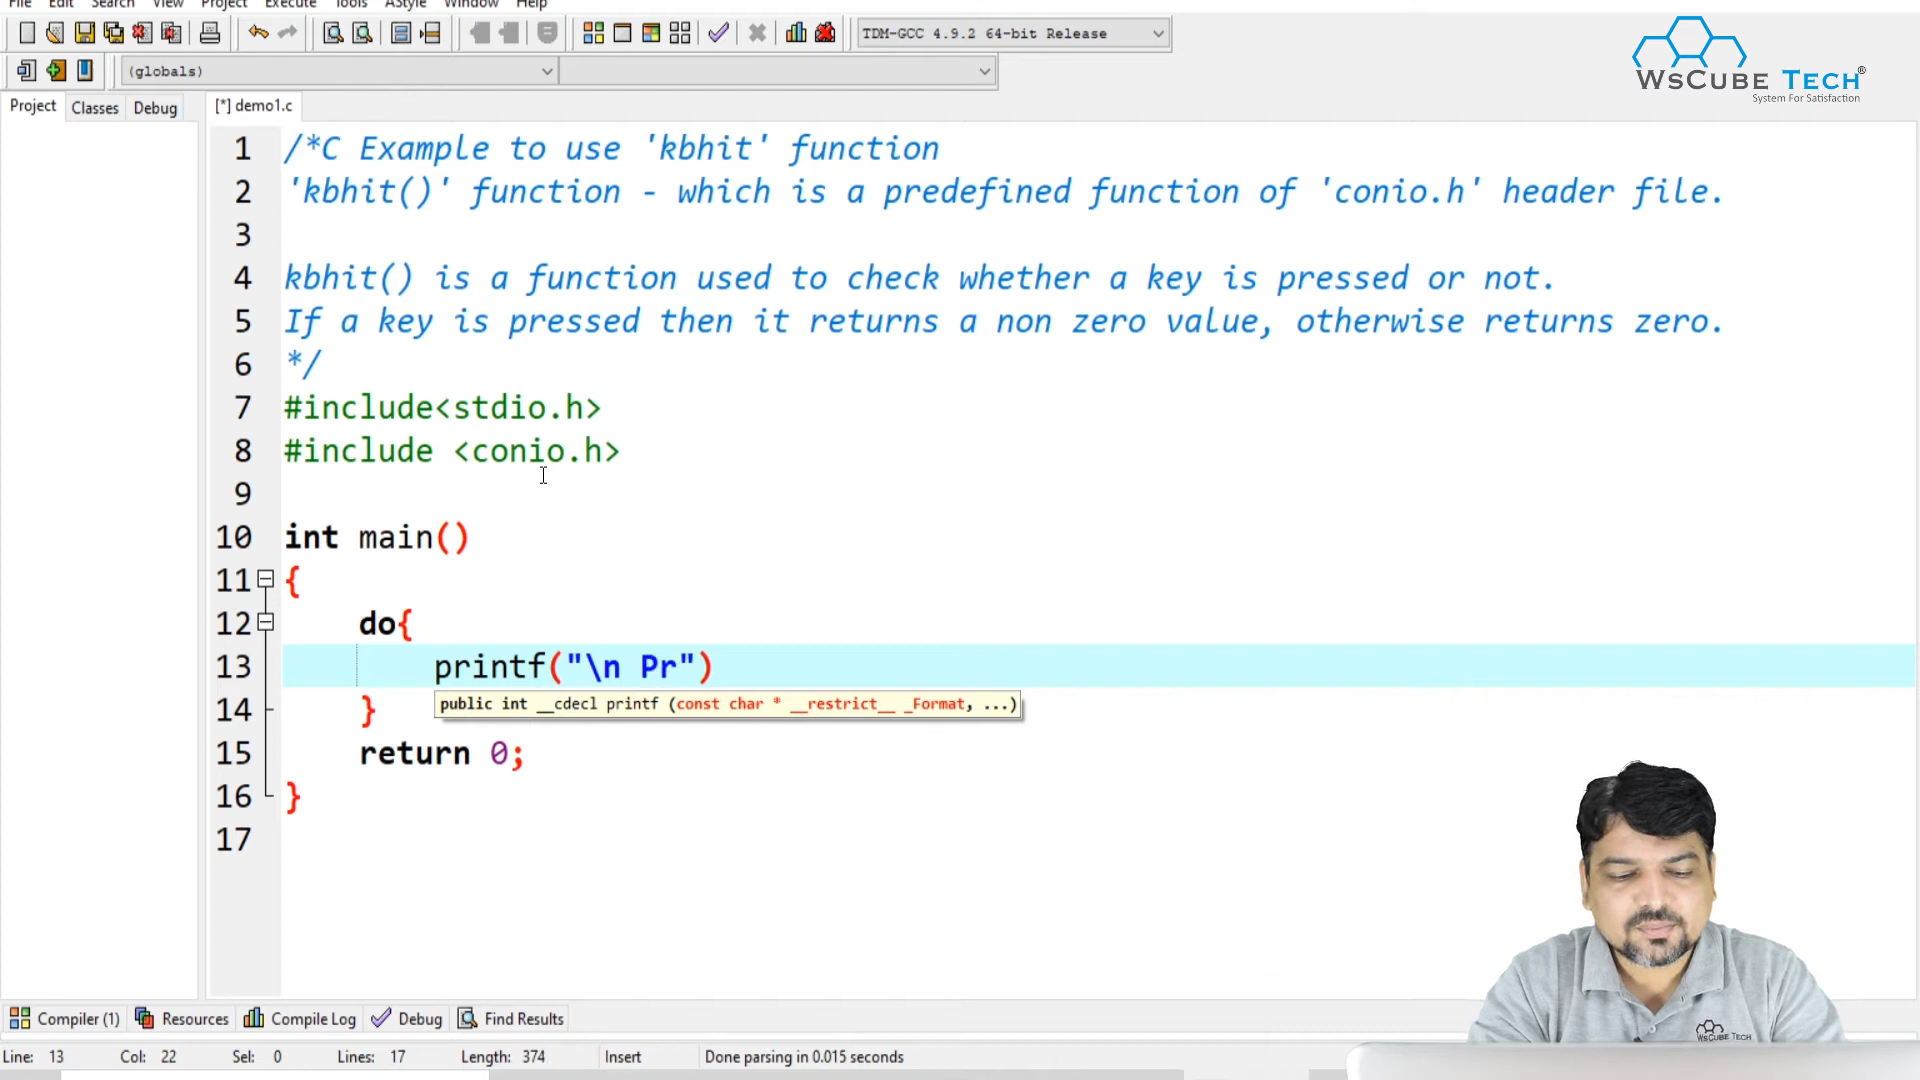 File Edit Search View Project Execute Tools AStyle Window Help
TDM-GCC 4.9.2 64-bit Release
WsCube Tech®
System For Satisfaction
(globals)
Project Classes Debug [*] demo1.c
1 /*C Example to use 'kbhit' function
2 'kbhit()' function - which is a predefined function of 'conio.h' header file.
3
4 kbhit() is a function used to check whether a key is pressed or not.
5 If a key is pressed then it returns a non zero value, otherwise returns zero.
6 */
7 #include<stdio.h>
8 #include <conio.h>
9
10 int main()
11 {
12 do{
13 printf("\n Pr")
public int __cdecl printf (const char * __restrict__ _Format, ...)
14 }
15 return 0;
16 }
17
WsCube Tech
Compiler (1) Resources Compile Log Debug Find Results
Line: 13 Col: 22 Sel: 0 Lines: 17 Length: 374 Insert Done parsing in 0.015 seconds